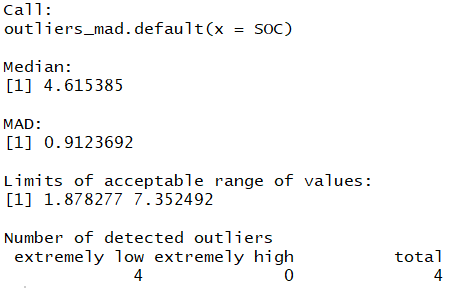 Call:
outliers_mad.default(x = SOC)
Median:
[1] 4.615385
MAD:
[1] 0.9123692
Limits of acceptable range of values:
[1] 1.878277 7.352492
Number of detected outliers
extremely low extremely high total
4 0 4